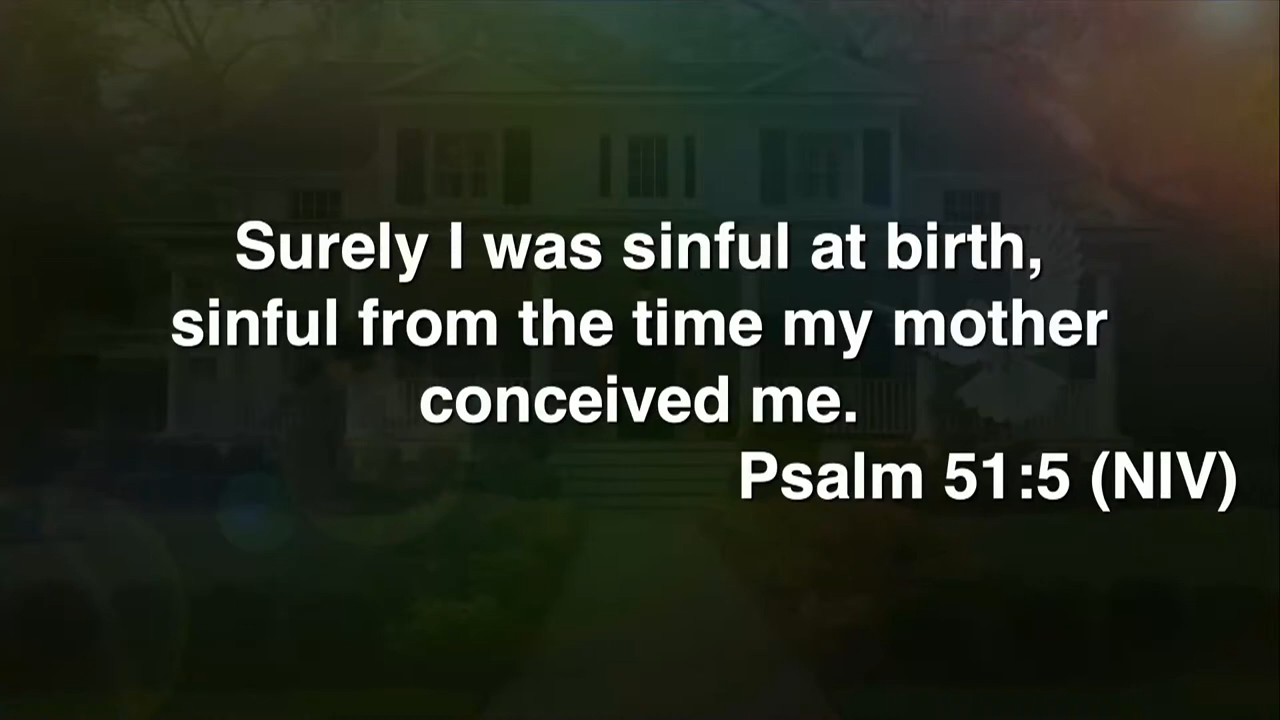 Surely I was sinful at birth,
sinful from the time my mother
conceived me.
Psalm 51:5 (NIV)